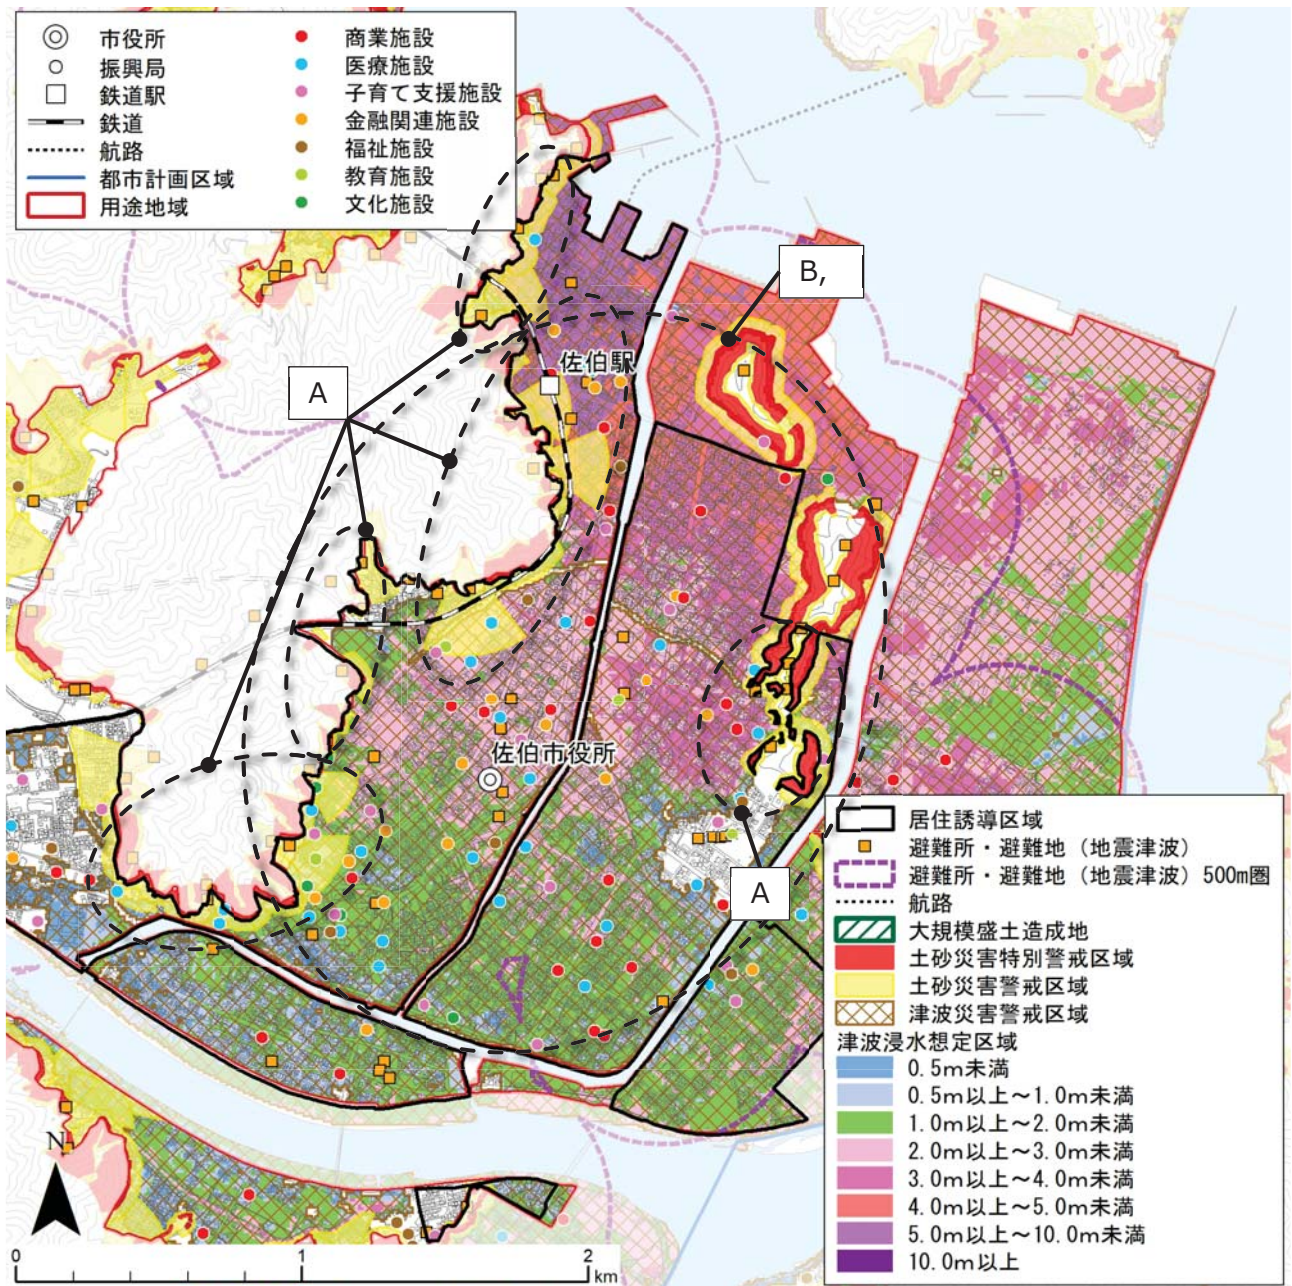 市役所
振興局
鉄道駅
鉄道
航路
都市計画区域
用途地域
商業施設
医療施設
子育て支援施設
金融関連施設
福祉施設
教育施設
文化施設
B,
A
佐伯駅
佐伯市役所
A
居住誘導区域
避難所・避難地（地震津波）
避難所・避難地（地震津波）500m圏
航路
大規模盛土造成地
土砂災害特別警戒区域
土砂災害警戒区域
津波災害警戒区域
津波浸水想定区域
0.5m未満
0.5m以上～1.0m未満
1.0m以上～2.0m未満
2.0m以上～3.0m未満
3.0m以上～4.0m未満
4.0m以上～5.0m未満
5.0m以上～10.0m未満
10.0m以上
N
0 1 2
km